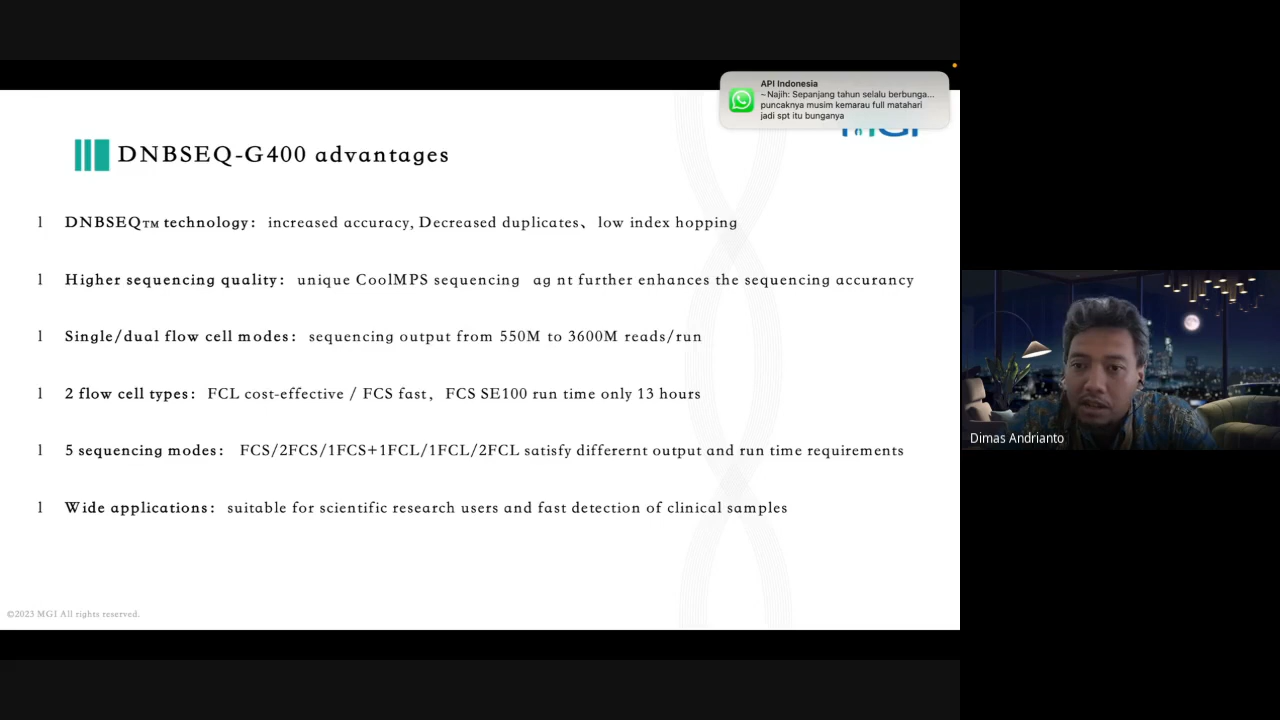 API Indonesia
~Najih: Sepanjang tahun selalu berbunga...
puncaknya musim kemarau full matahari
jadi spt itu bunganya
MGI
DNBSEQ-G400 advantages
l DNBSEQTM technology: increased accuracy, Decreased duplicates、low index hopping
l Higher sequencing quality: unique CoolMPS sequencing ag nt further enhances the sequencing accurancy
l Single/dual flow cell modes: sequencing output from 550M to 3600M reads/run
l 2 flow cell types: FCL cost-effective / FCS fast, FCS SE100 run time only 13 hours
l 5 sequencing modes: FCS/2FCS/1FCS+1FCL/1FCL/2FCL satisfy differernt output and run time requirements
l Wide applications: suitable for scientific research users and fast detection of clinical samples
©2023 MGI All rights reserved.
Dimas Andrianto